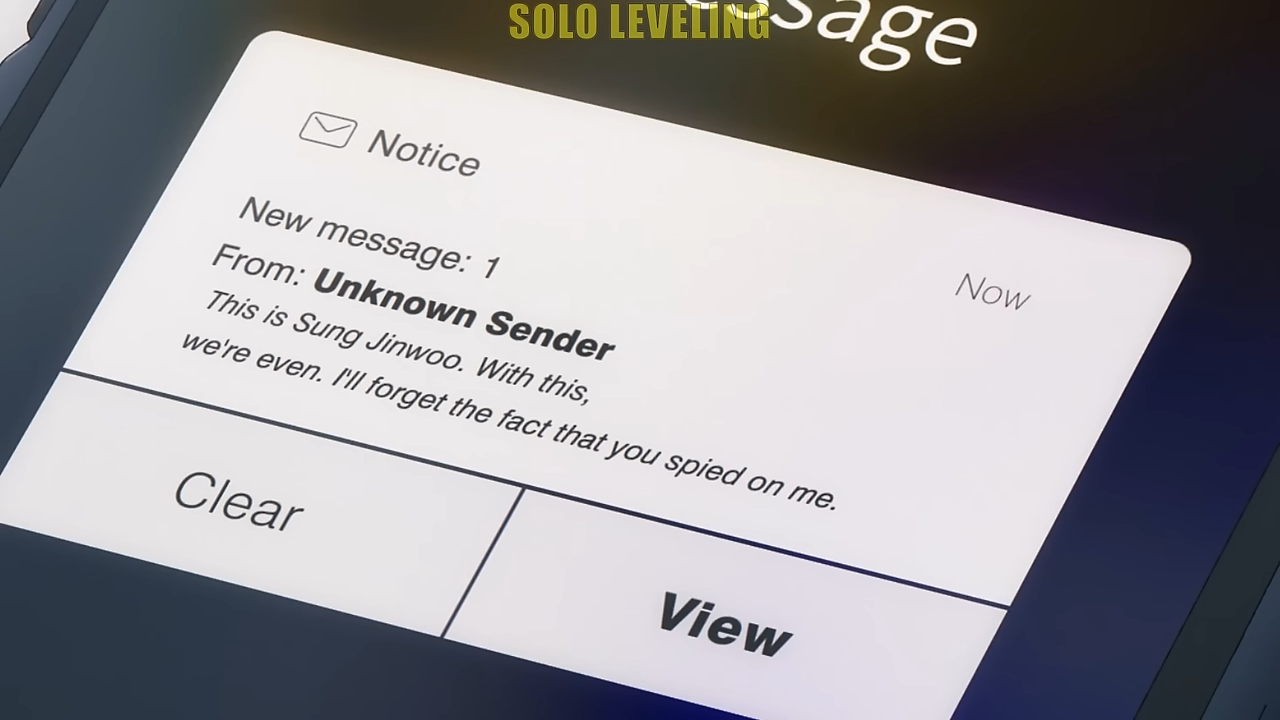 SOLO LEVELING
Notice
New message: 1
Now
From: Unknown Sender
This is Sung Jinwoo. With this,
we're even. I'll forget the fact that you spied on me.
Clear
View